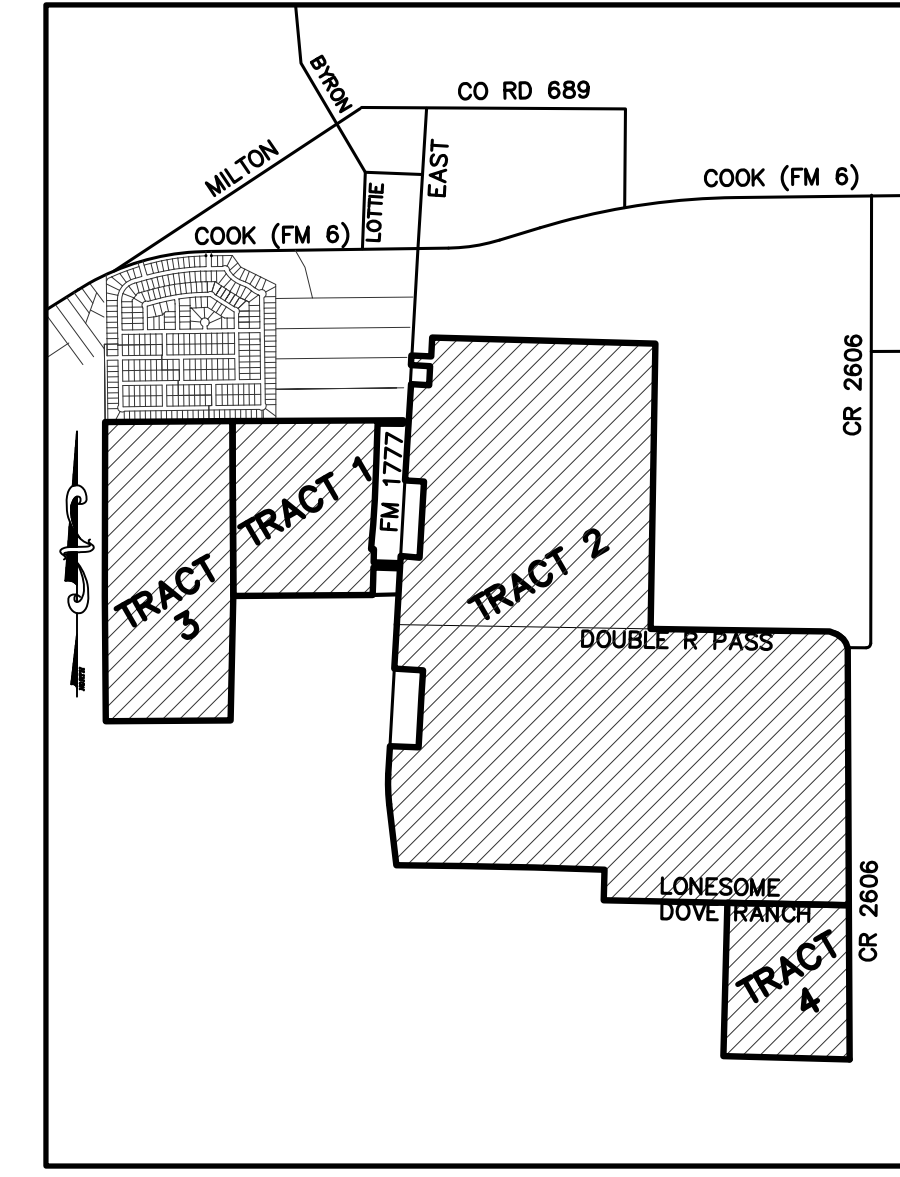 BYRON
CO RD 689
MILTON
EAST
COOK (FM 6)
LOTTIE
COOK (FM 6)
CR 2606
FM 1777
TRACT 1
TRACT 2
TRACT
3
DOUBLE R PASS
NORTH
LONESOME
DOVE RANCH
CR 2606
TRACT
4